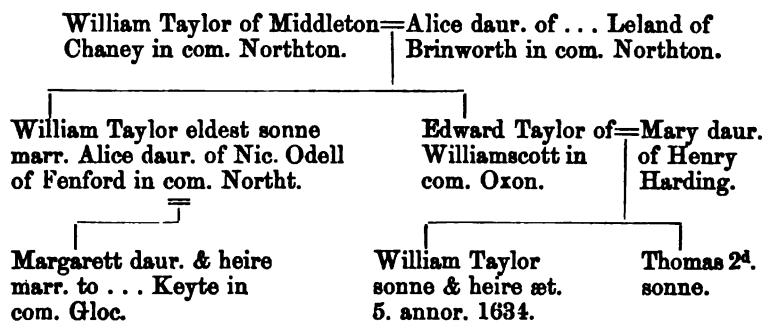 William Taylor of Middleton=Alice daur. of ... Leland of
Chaney in com. Northton.
Brinworth in com. Northton.
William Taylor eldest sonne
marr. Alice daur. of Nic. Odell
of Fenford in com. Northt.
Edward Taylor of=Mary daur.
Williamscott in
com. Oxon.
of Henry
Harding.
Margarett daur. & heire
marr. to ... Keyte in
com. Gloc.
William Taylor
sonne & heire æt.
5. annor. 1634.
Thomas 2d.
sonne.